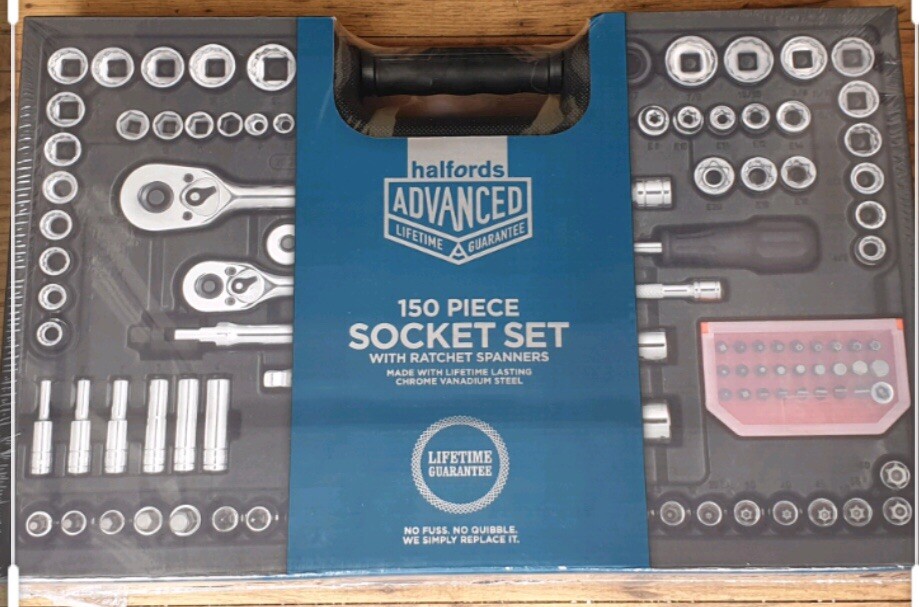 halfords
ADVANCED
LIFETIME GUARANTEE
150 PIECE
SOCKET SET
WITH RATCHET SPANNERS
MADE WITH LIFETIME LASTING
CHROME VANADIUM STEEL
LIFETIME
GUARANTEE
NO FUSS. NO QUIBBLE.
WE SIMPLY REPLACE IT.